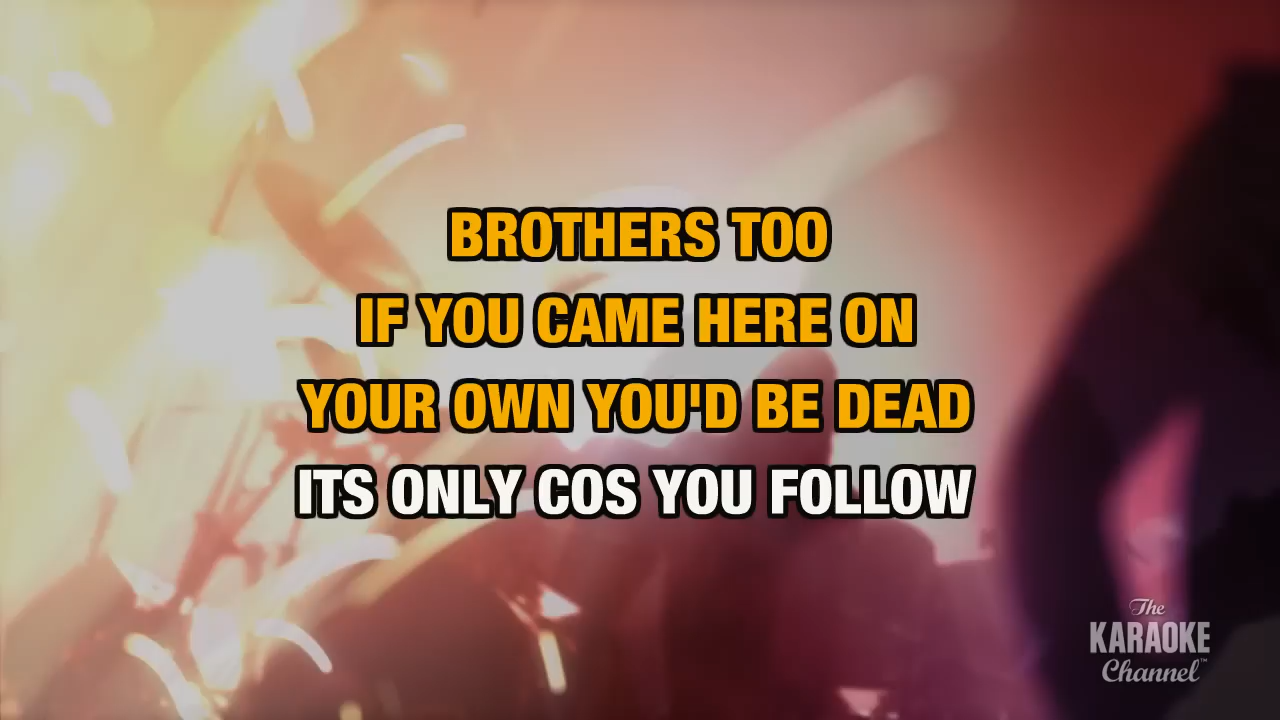 BROTHERS TOO
IF YOU CAME HERE ON
YOUR OWN YOU'D BE DEAD
ITS ONLY COS YOU FOLLOW
The
KARAOKE
Channel™